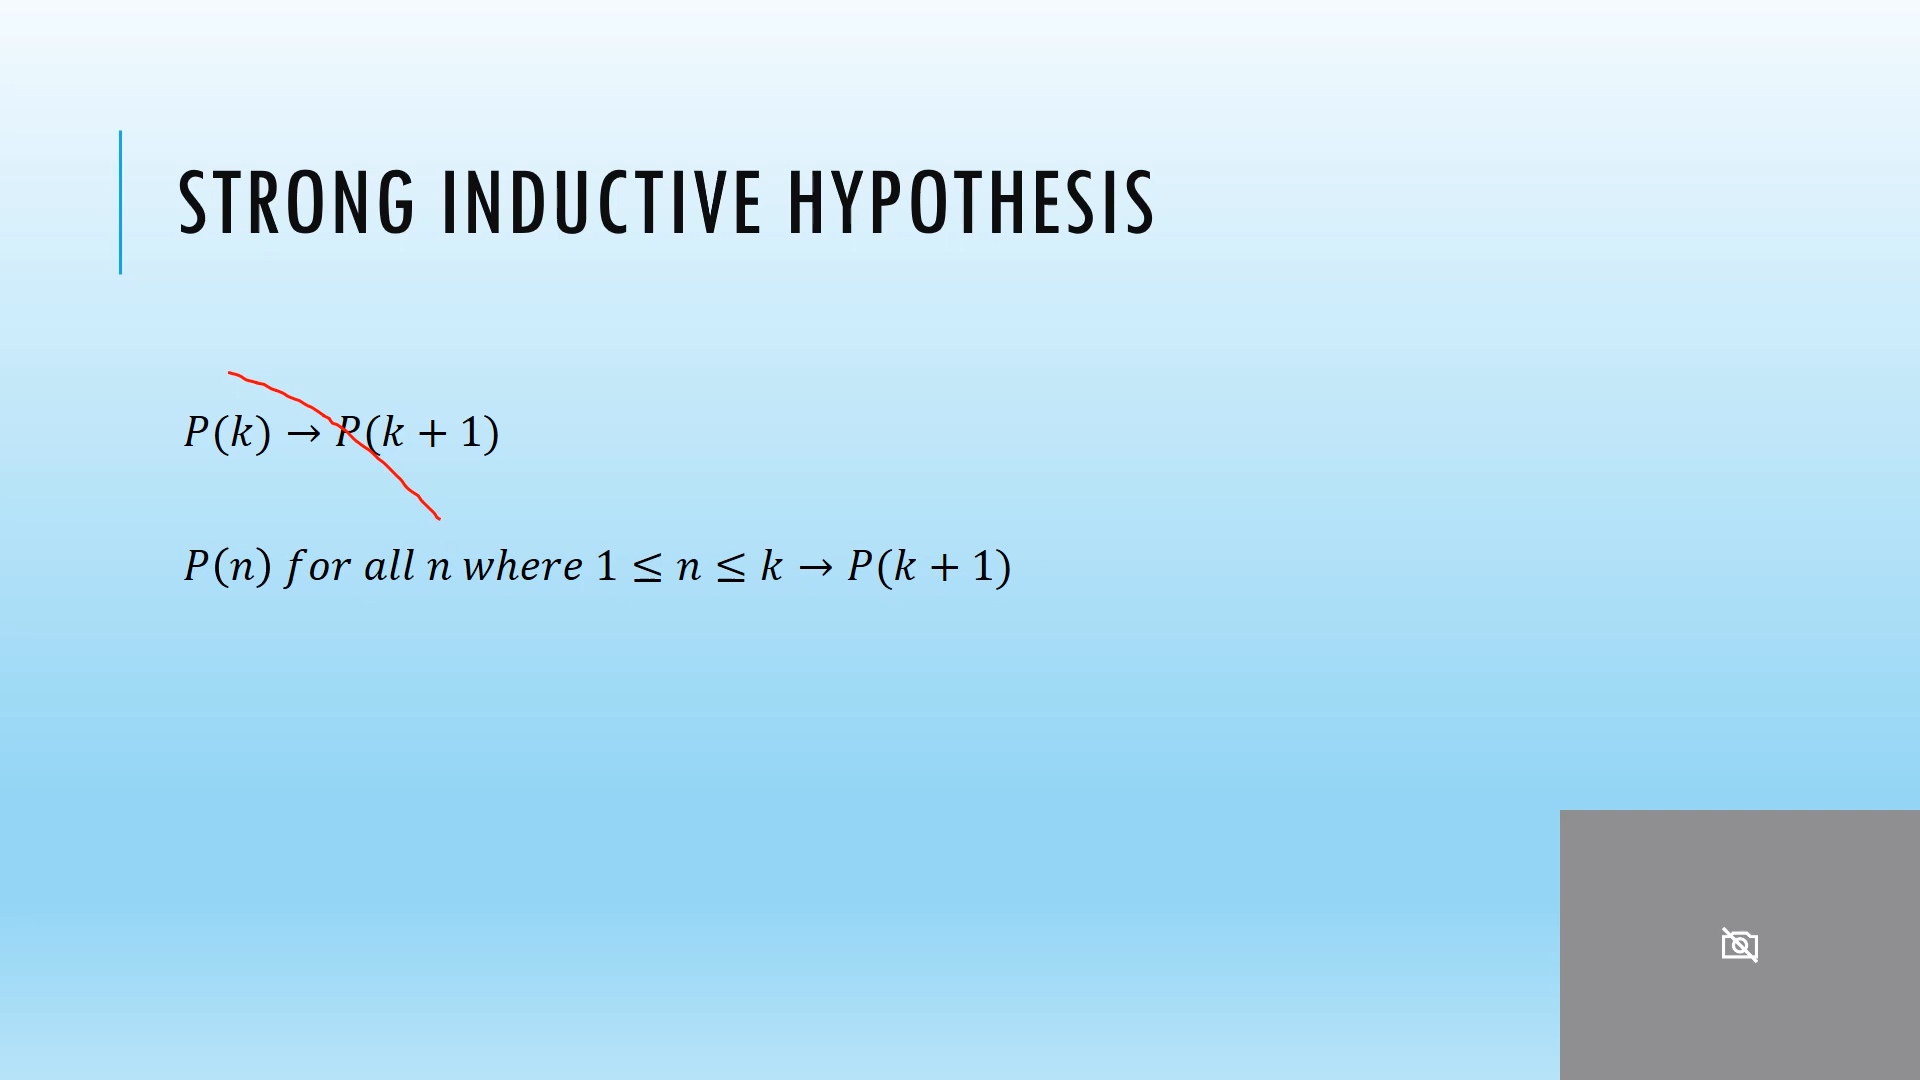 STRONG INDUCTIVE HYPOTHESIS
P(k) → P(k + 1)
P(n) for all n where 1 ≤ n ≤ k → P(k + 1)